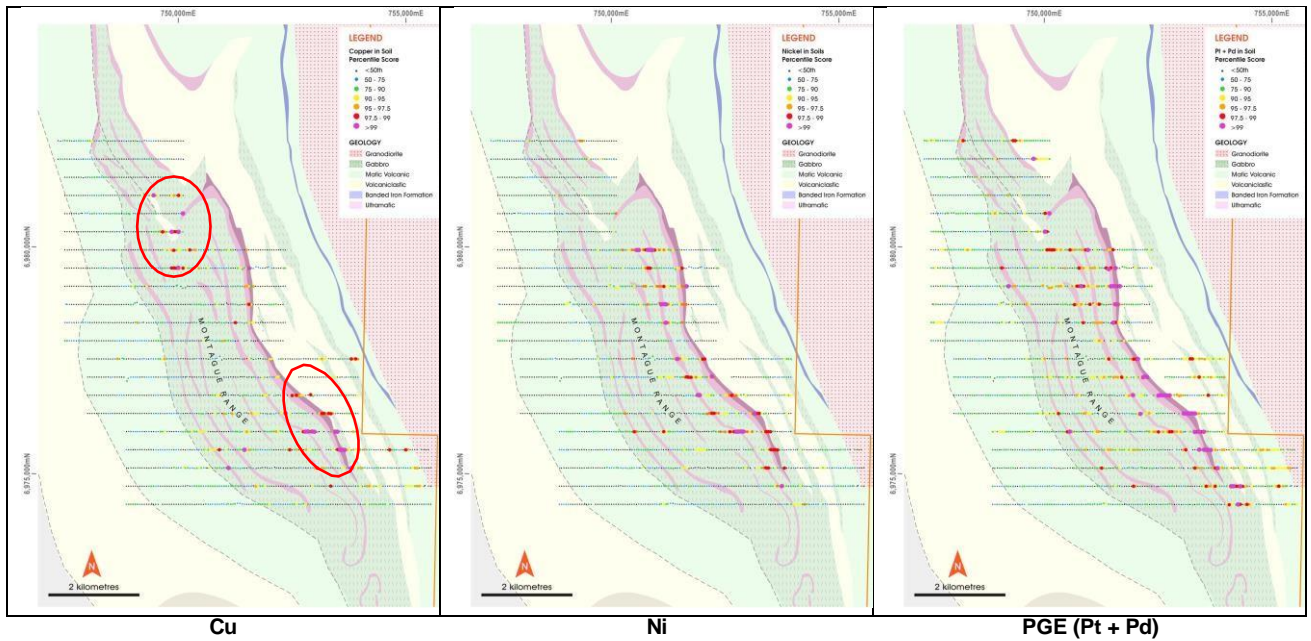 750,000mE
755,000mE
6,980,000mN
6,975,000mN
LEGEND
Copper in Soil
Percentile Score
<50th
50 - 75
75 - 90
90 - 95
95 - 97.5
97.5 - 99
>99
GEOLOGY
Granodiorite
Gabbro
Mafic Volcanic
Volcaniclastic
Banded Iron Formation
Ultramafic
MONTAGUE RANGE
N
2 kilometres
Cu
750,000mE
755,000mE
6,980,000mN
6,975,000mN
LEGEND
Nickel in Soils
Percentile Score
<50th
50 - 75
75 - 90
90 - 95
95 - 97.5
97.5 - 99
>99
GEOLOGY
Granodiorite
Gabbro
Mafic Volcanic
Volcaniclastic
Banded Iron Formation
Ultramafic
MONTAGUE RANGE
N
2 kilometres
Ni
750,000mE
755,000mE
6,980,000mN
6,975,000mN
LEGEND
Pt + Pd in Soil
Percentile Score
<50th
50 - 75
75 - 90
90 - 95
95 - 97.5
97.5 - 99
>99
GEOLOGY
Granodiorite
Gabbro
Mafic Volcanic
Volcaniclastic
Banded Iron Formation
Ultramafic
MONTAGUE RANGE
N
2 kilometres
PGE (Pt + Pd)